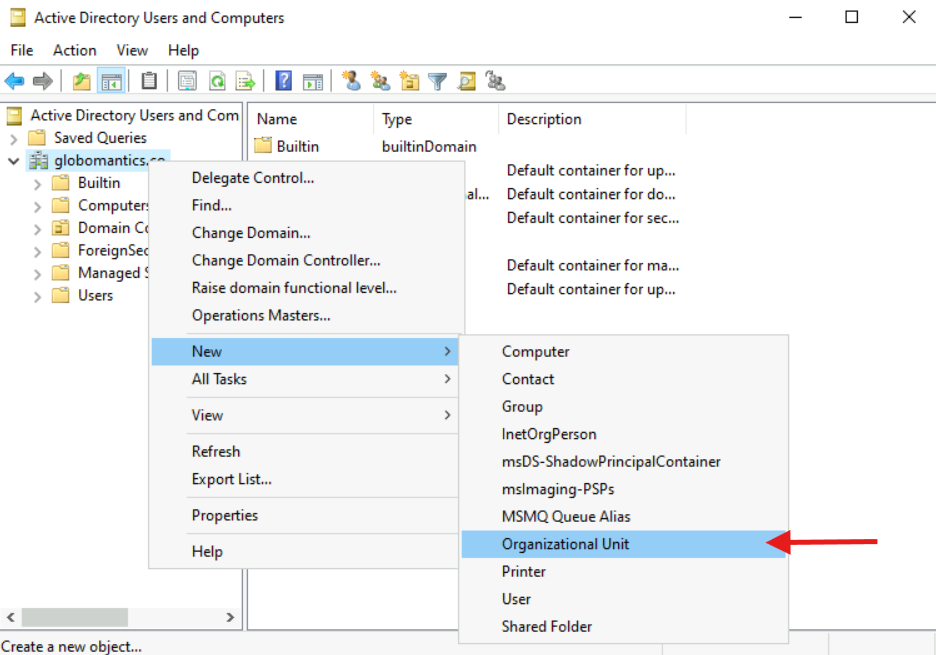 Active Directory Users and Computers
File Action View Help
Active Directory Users and Com
Name Type Description
Saved Queries
Builtin builtinDomain
globomantics.co
Delegate Control...
Default container for up...
Builtin
al... Default container for do...
Find...
Computers
Default container for sec...
Domain Co
Change Domain...
ForeignSec
Change Domain Controller...
Default container for ma...
Managed S
Raise domain functional level...
Default container for up...
Users
Operations Masters...
New
Computer
All Tasks
Contact
Group
View
InetOrgPerson
Refresh
msDS-ShadowPrincipalContainer
Export List...
msImaging-PSPs
Properties
MSMQ Queue Alias
Organizational Unit
Help
Printer
User
Shared Folder
Create a new object...